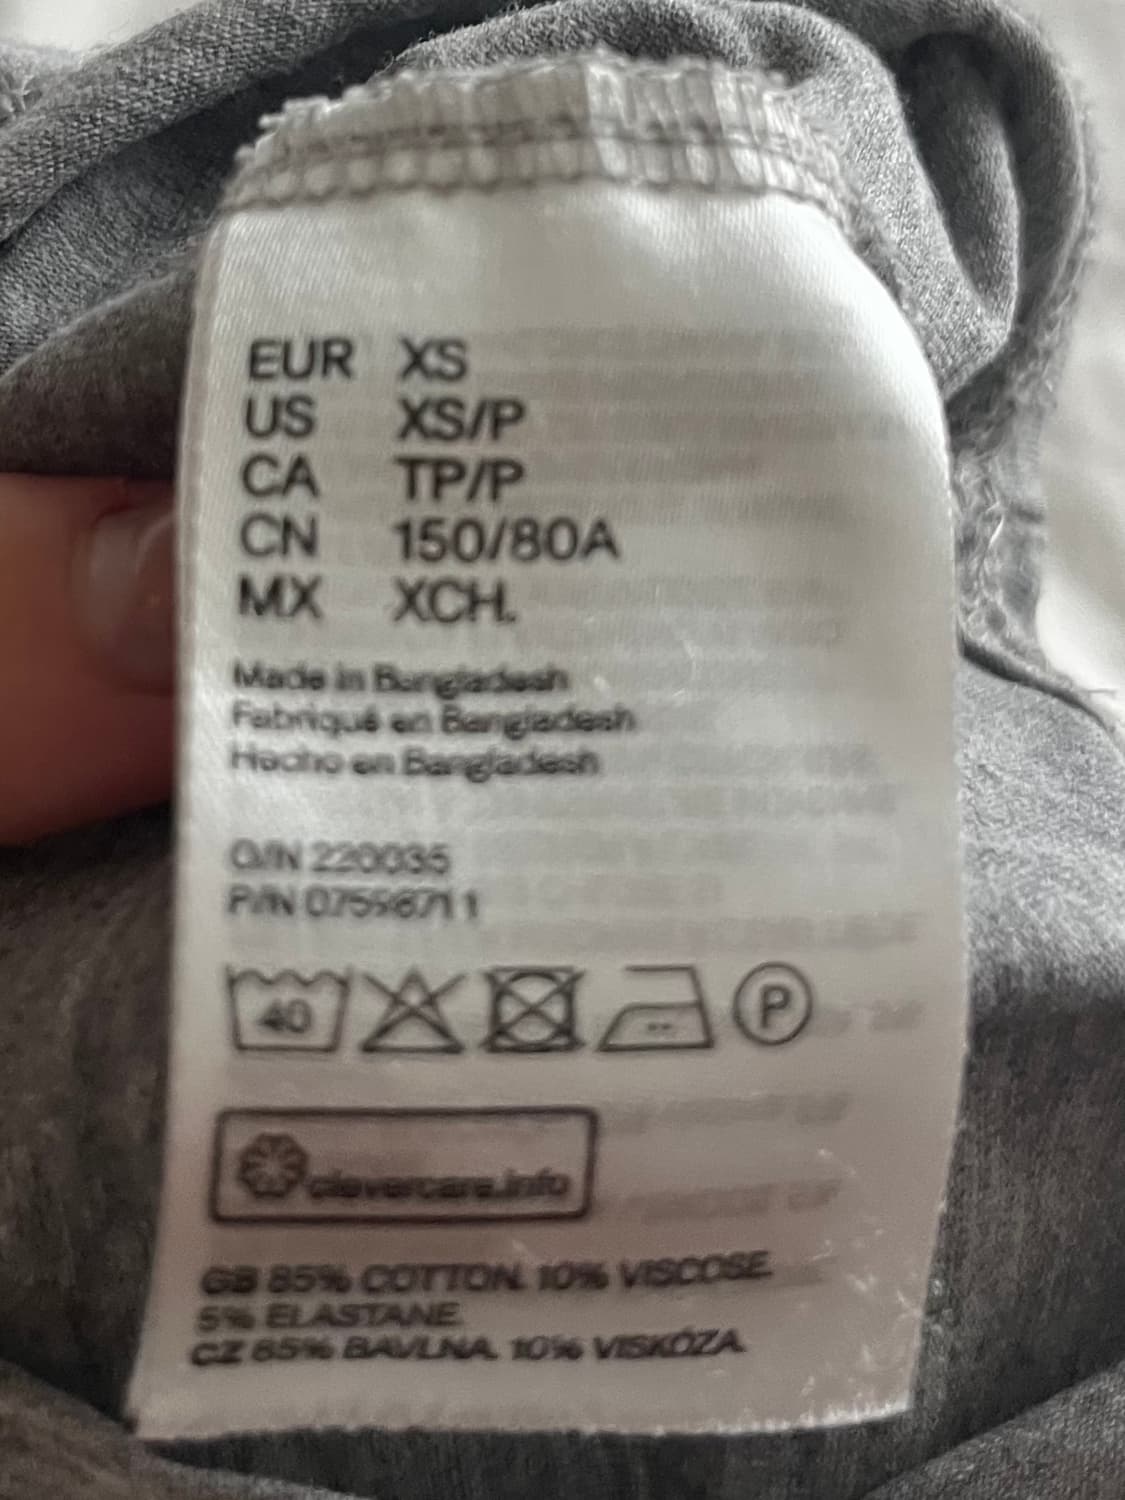 EUR XS
US XS/P
CA TP/P
CN 150/80A
MX XCH.
Made in Bangladesh
Fabriqué en Bangladesh
Hecho en Bangladesh
O/N 220035
P/N 07598711
40
P
clevercare.info
GB 85% COTTON. 10% VISCOSE.
5% ELASTANE
CZ 85% BAVLNA. 10% VISKÓZA.